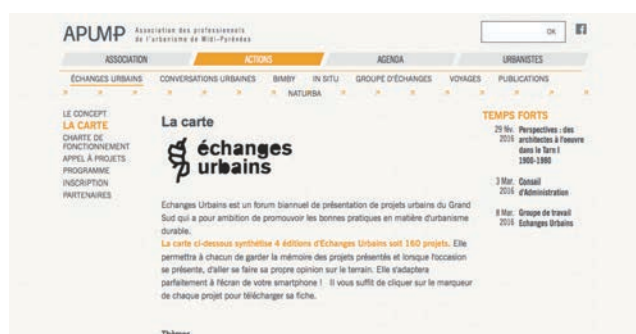 APUMP Association des professionnels
de l'urbanisme de Midi-Pyrénées
OK
ASSOCIATION ACTIONS AGENDA URBANISTES
ÉCHANGES URBAINS CONVERSATIONS URBAINES BIMBY IN SITU GROUPE D'ÉCHANGES VOYAGES PUBLICATIONS
NATURBA
LE CONCEPT
LA CARTE
CHARTE DE
FONCTIONNEMENT
APPEL À PROJETS
PROGRAMME
INSCRIPTION
PARTENAIRES
La carte
échanges
urbains
Echanges Urbains est un forum biannuel de présentation de projets urbains du Grand
Sud qui a pour ambition de promouvoir les bonnes pratiques en matière d'urbanisme
durable.
La carte ci-dessous synthétise 4 éditions d'Echanges Urbains soit 160 projets. Elle
permettra à chacun de garder la mémoire des projets présentés et lorsque l'occasion
se présente, d'aller se faire sa propre opinion sur le terrain. Elle s'adaptera
parfaitement à l'écran de votre smartphone ! Il vous suffit de cliquer sur le marqueur
de chaque projet pour télécharger sa fiche.
Thèmes
TEMPS FORTS
29 fév. Perspectives : des
2016 architectes à l'oeuvre
dans le Tarn I
1900-1980
3 Mar. Conseil
2016 d'Administration
8 Mar. Groupe de travail
2016 Echanges Urbains